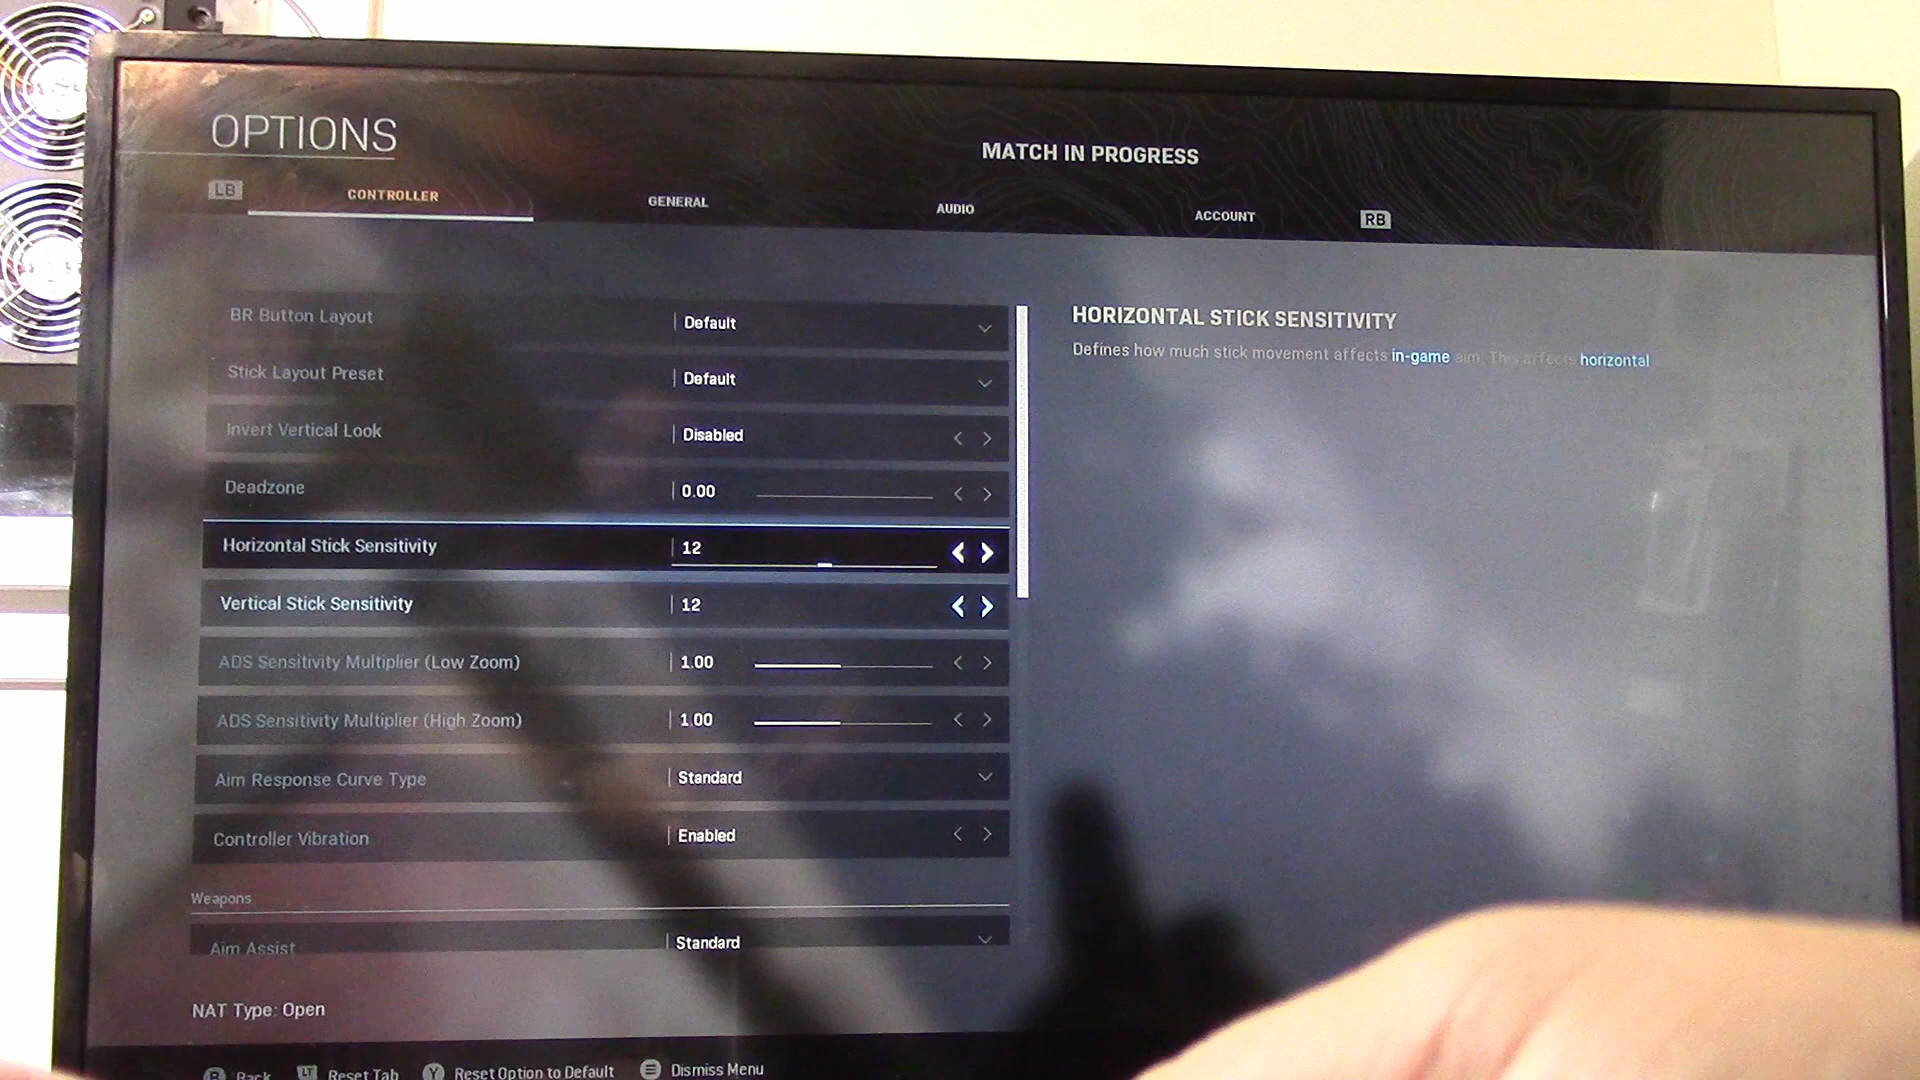 OPTIONS
MATCH IN PROGRESS
LB CONTROLLER GENERAL AUDIO ACCOUNT RB
BR Button Layout Default
Stick Layout Preset Default
Invert Vertical Look Disabled
Deadzone 0.00
Horizontal Stick Sensitivity 12
Vertical Stick Sensitivity 12
ADS Sensitivity Multiplier (Low Zoom) 1.00
ADS Sensitivity Multiplier (High Zoom) 1.00
Aim Response Curve Type Standard
Controller Vibration Enabled
Weapons
Aim Assist Standard
HORIZONTAL STICK SENSITIVITY
Defines how much stick movement affects in-game aim. This affects horizontal
NAT Type: Open
B Back LT Reset Tab Y Reset Option to Default Dismiss Menu